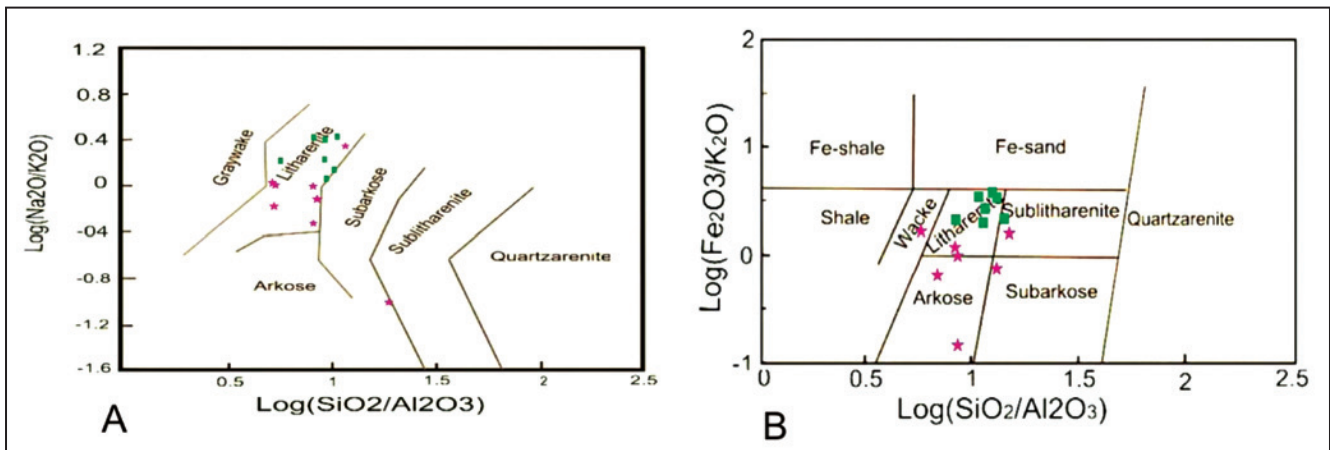 1.2
0.8
0.4
0
-04
-0.8
-1.2
-1.6
Log(Na2O/K2O)
Graywake
Litharenite
Subarkose
Sublitharenite
Quartzarenite
Arkose
0.5
1
1.5
2
2.5
Log(SiO2/Al2O3)
A
2
1
0
-1
Log(Fe2O3/K2O)
Fe-shale
Fe-sand
Shale
Wacke
Litharenit
Sublitharenite
Quartzarenite
Arkose
Subarkose
0
0.5
1
1.5
2
2.5
Log(SiO2/Al2O3)
B